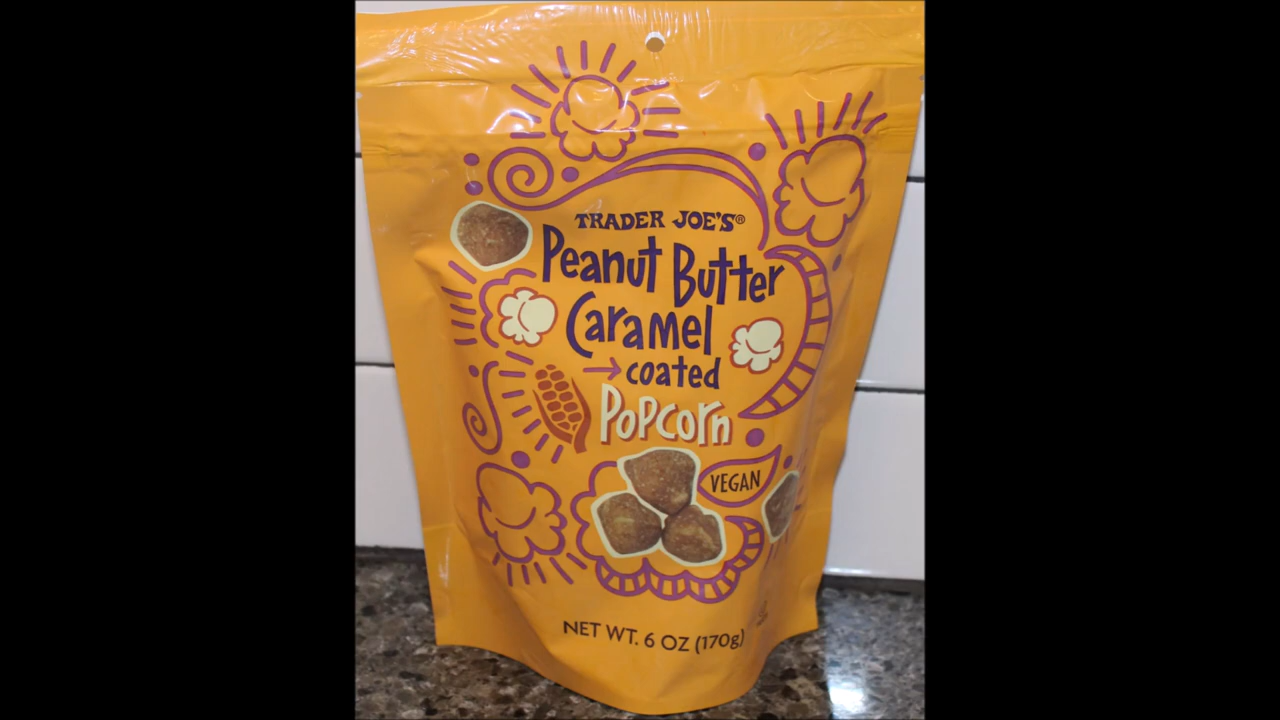 TRADER JOE'S®
Peanut Butter
Caramel
coated
Popcorn
VEGAN
NET WT. 6 OZ (170g)